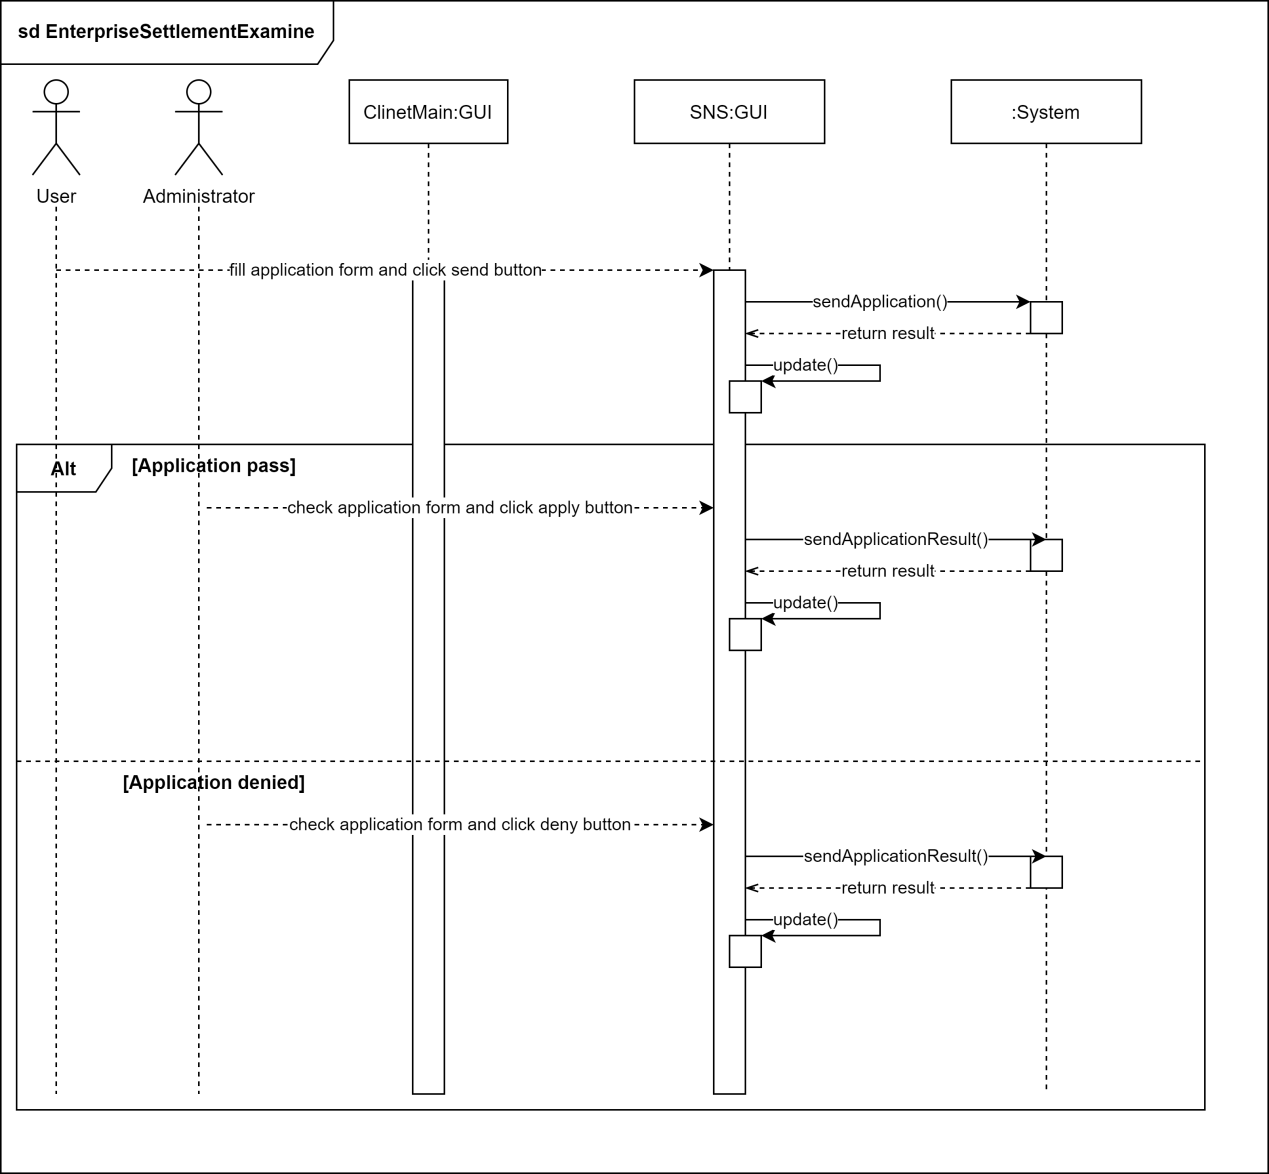 sd EnterpriseSettlementExamine
User
Administrator
ClinetMain:GUI
SNS:GUI
:System
fill application form and click send button
sendApplication()
return result
update()
Alt
[Application pass]
check application form and click apply button
sendApplicationResult()
return result
update()
[Application denied]
check application form and click deny button
sendApplicationResult()
return result
update()